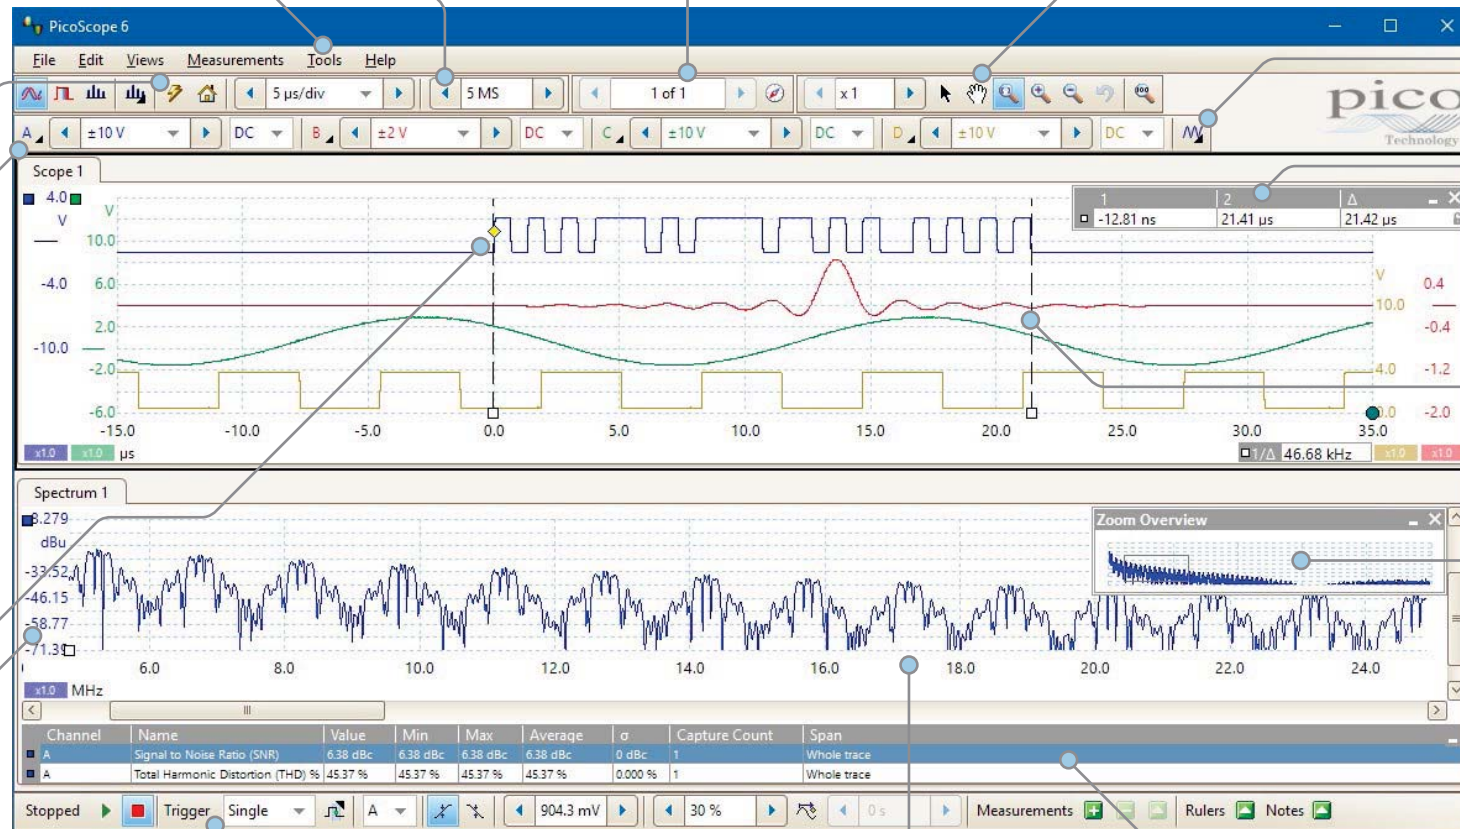 PicoScope 6
File Edit Views Measurements Tools Help
5 µs/div 5 MS 1 of 1 x1 100
pico
Technology
A ±10 V DC B ±2 V DC C ±10 V DC D ±10 V DC
Scope 1
1 2 Δ
-12.81 ns 21.41 µs 21.42 µs
4.0
V V
10.0
-4.0 6.0 V 0.4
10.0
2.0 -0.4
-10.0
-2.0 4.0 -1.2
-6.0 0.0 -2.0
-15.0 -10.0 -5.0 0.0 5.0 10.0 15.0 20.0 25.0 30.0 35.0
x1.0 x1.0 µs 1/Δ 46.68 kHz x1.0 x1.0
Spectrum 1
8.279
dBu
Zoom Overview
-33.52
-46.15
-58.77
-71.39
6.0 8.0 10.0 12.0 14.0 16.0 18.0 20.0 22.0 24.0
x1.0 MHz
Channel Name Value Min Max Average σ Capture Count Span
A Signal to Noise Ratio (SNR) 6.38 dBc 6.38 dBc 6.38 dBc 6.38 dBc 0 dBc 1 Whole trace
A Total Harmonic Distortion (THD) % 45.37 % 45.37 % 45.37 % 45.37 % 0.000 % 1 Whole trace
Stopped Trigger Single A 904.3 mV 30 % 0 s Measurements Rulers Notes